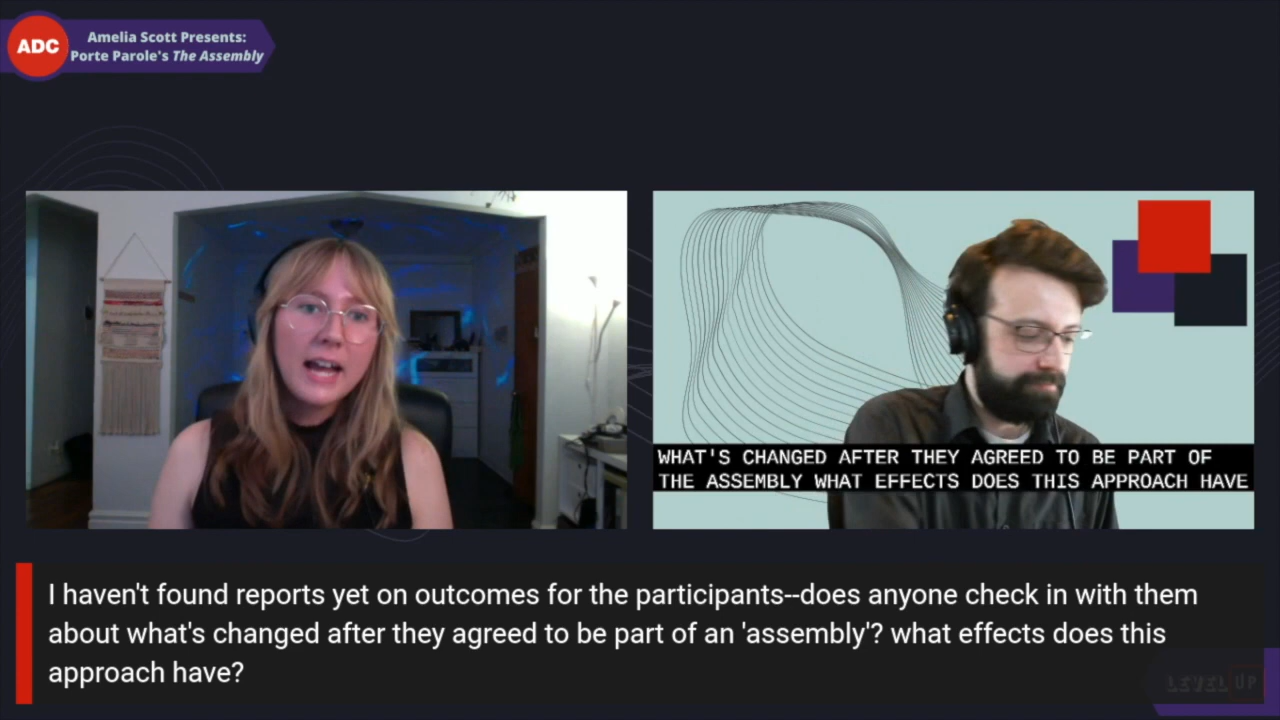 ADC
Amelia Scott Presents:
Porte Parole's The Assembly
WHAT'S CHANGED AFTER THEY AGREED TO BE PART OF
THE ASSEMBLY WHAT EFFECTS DOES THIS APPROACH HAVE
I haven't found reports yet on outcomes for the participants--does anyone check in with them
about what's changed after they agreed to be part of an 'assembly'? what effects does this
approach have?
LEVEL UP